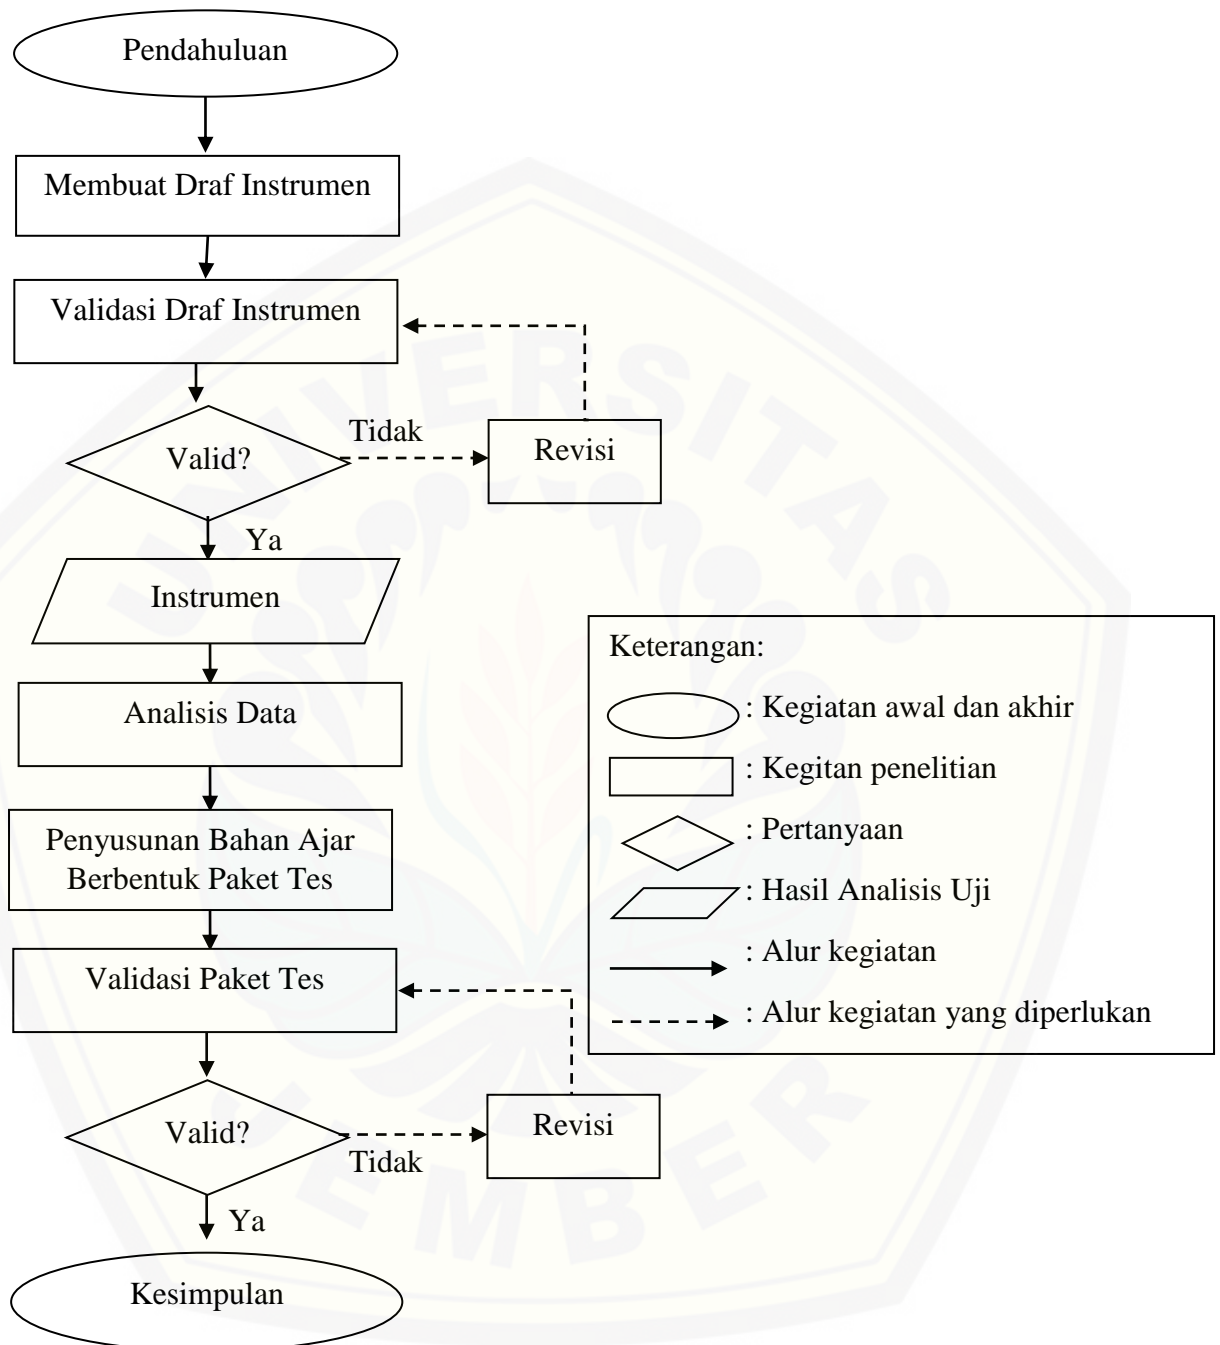 Pendahuluan
Membuat Draf Instrumen
Validasi Draf Instrumen
Valid?
Tidak
Revisi
Ya
Instrumen
Analisis Data
Penyusunan Bahan Ajar
Berbentuk Paket Tes
Validasi Paket Tes
Valid?
Tidak
Revisi
Ya
Kesimpulan
Keterangan:
: Kegiatan awal dan akhir
: Kegitan penelitian
: Pertanyaan
: Hasil Analisis Uji
: Alur kegiatan
: Alur kegiatan yang diperlukan
UNIVERSITAS
JEMBER